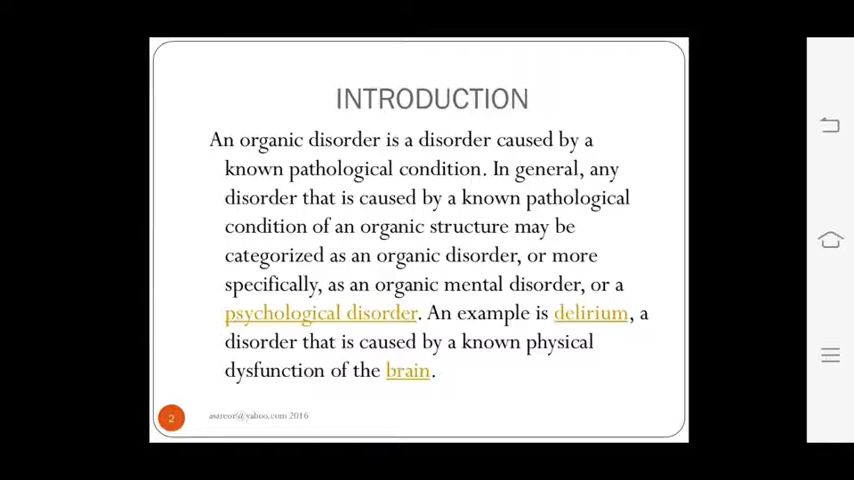 INTRODUCTION
An organic disorder is a disorder caused by a
known pathological condition. In general, any
disorder that is caused by a known pathological
condition of an organic structure may be
categorized as an organic disorder, or more
specifically, as an organic mental disorder, or a
psychological disorder. An example is delirium, a
disorder that is caused by a known physical
dysfunction of the brain.
2
asareor@yahoo.com 2016